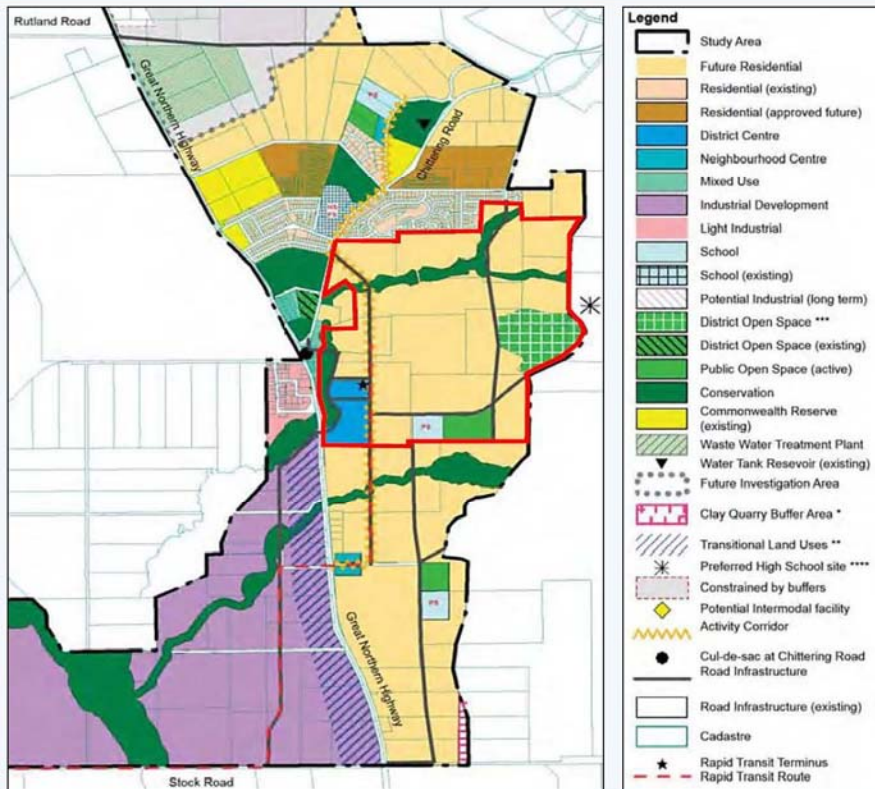 Rutland Road
Great Northern Highway
Chittering Road
PS
PS
PS
Great Northern Highway
Stock Road
Legend
Study Area
Future Residential
Residential (existing)
Residential (approved future)
District Centre
Neighbourhood Centre
Mixed Use
Industrial Development
Light Industrial
School
School (existing)
Potential Industrial (long term)
District Open Space ***
District Open Space (existing)
Public Open Space (active)
Conservation
Commonwealth Reserve
(existing)
Waste Water Treatment Plant
Water Tank Resevoir (existing)
Future Investigation Area
Clay Quarry Buffer Area *
Transitional Land Uses **
Preferred High School site ****
Constrained by buffers
Potential Intermodal facility
Activity Corridor
Cul-de-sac at Chittering Road
Road Infrastructure
Road Infrastructure (existing)
Cadastre
Rapid Transit Terminus
Rapid Transit Route